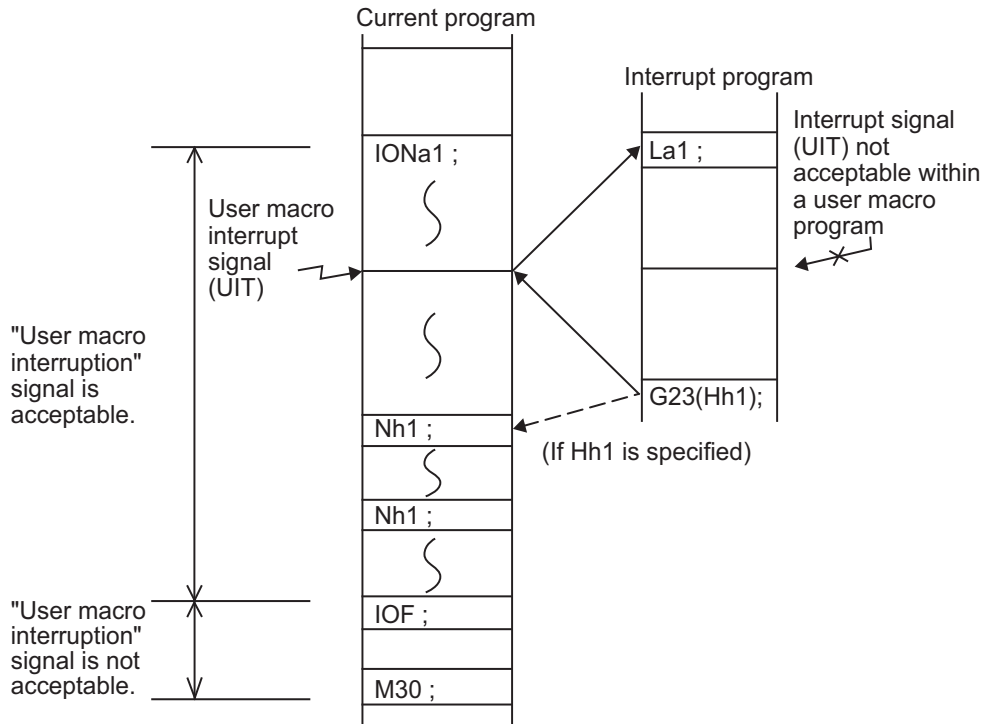 Current program
Interrupt program
IONa1 ;
La1 ;
Interrupt signal
(UIT) not
acceptable within
a user macro
program
User macro
interrupt
signal
(UIT)
"User macro
interruption"
signal is
acceptable.
G23(Hh1);
Nh1 ;
(If Hh1 is specified)
Nh1 ;
"User macro
interruption"
signal is not
acceptable.
IOF ;
M30 ;